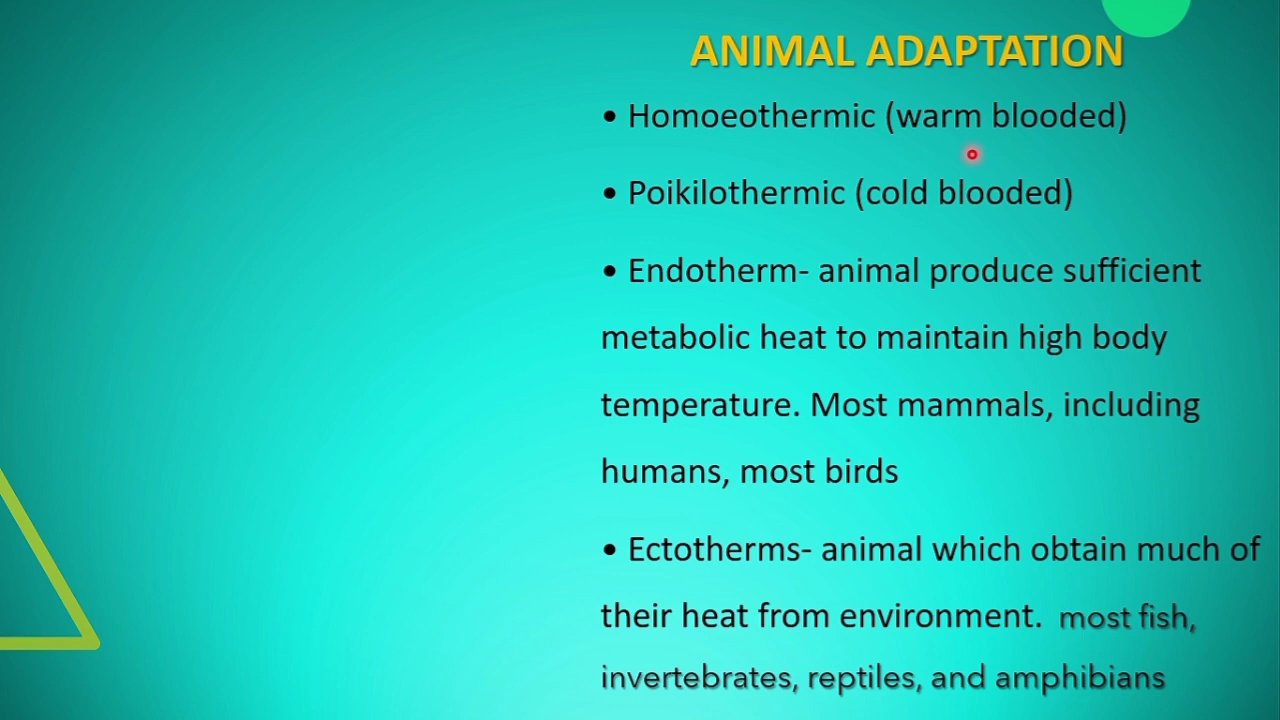 ANIMAL ADAPTATION
• Homoeothermic (warm blooded)
• Poikilothermic (cold blooded)
• Endotherm- animal produce sufficient
metabolic heat to maintain high body
temperature. Most mammals, including
humans, most birds
• Ectotherms- animal which obtain much of
their heat from environment. most fish,
invertebrates, reptiles, and amphibians